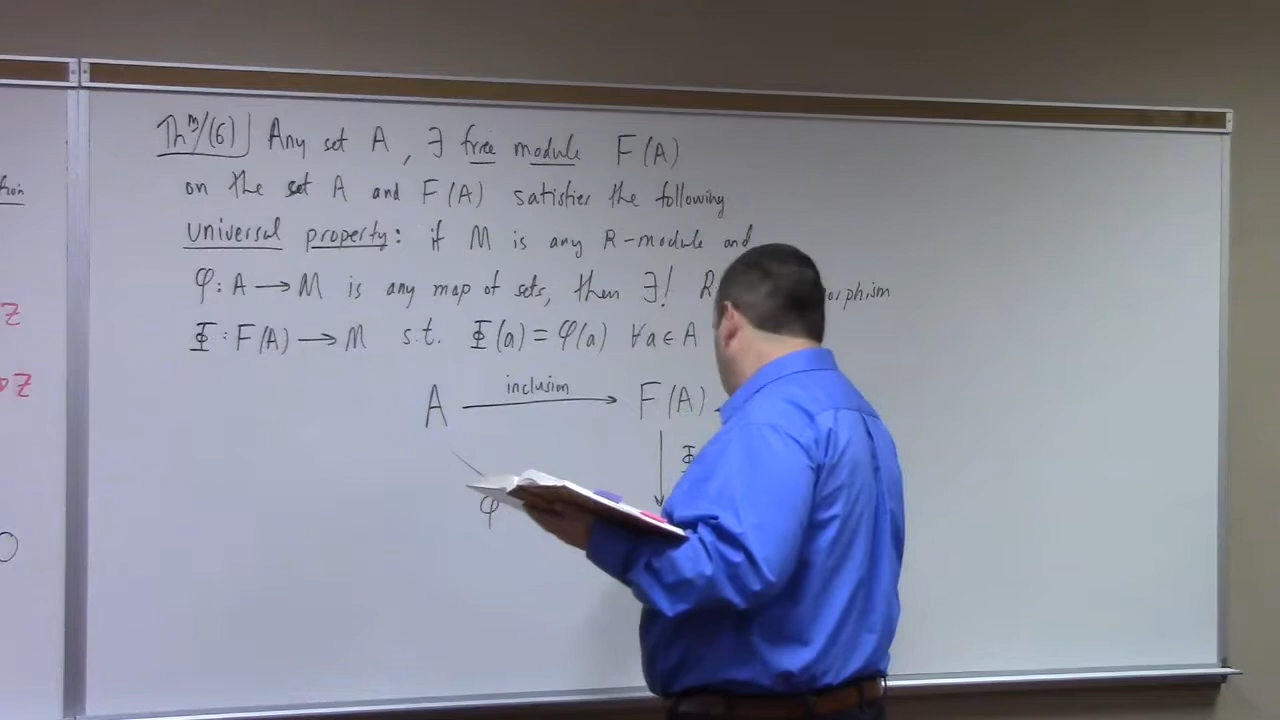 Thᵐ/(6) Any set A, ∃ free module F(A)
on the set A and F(A) satisfies the following
universal property: if M is any R-module and
φ: A → M is any map of sets, then ∃! R
orphism
Φ: F(A) → M s.t. Φ(a) = φ(a) ∀a ∈ A
inclusion
A → F(A)
Φ
φ
Z
Z